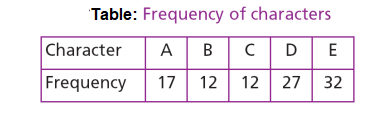 Table: Frequency of characters
Character A B C D E
Frequency 17 12 12 27 32